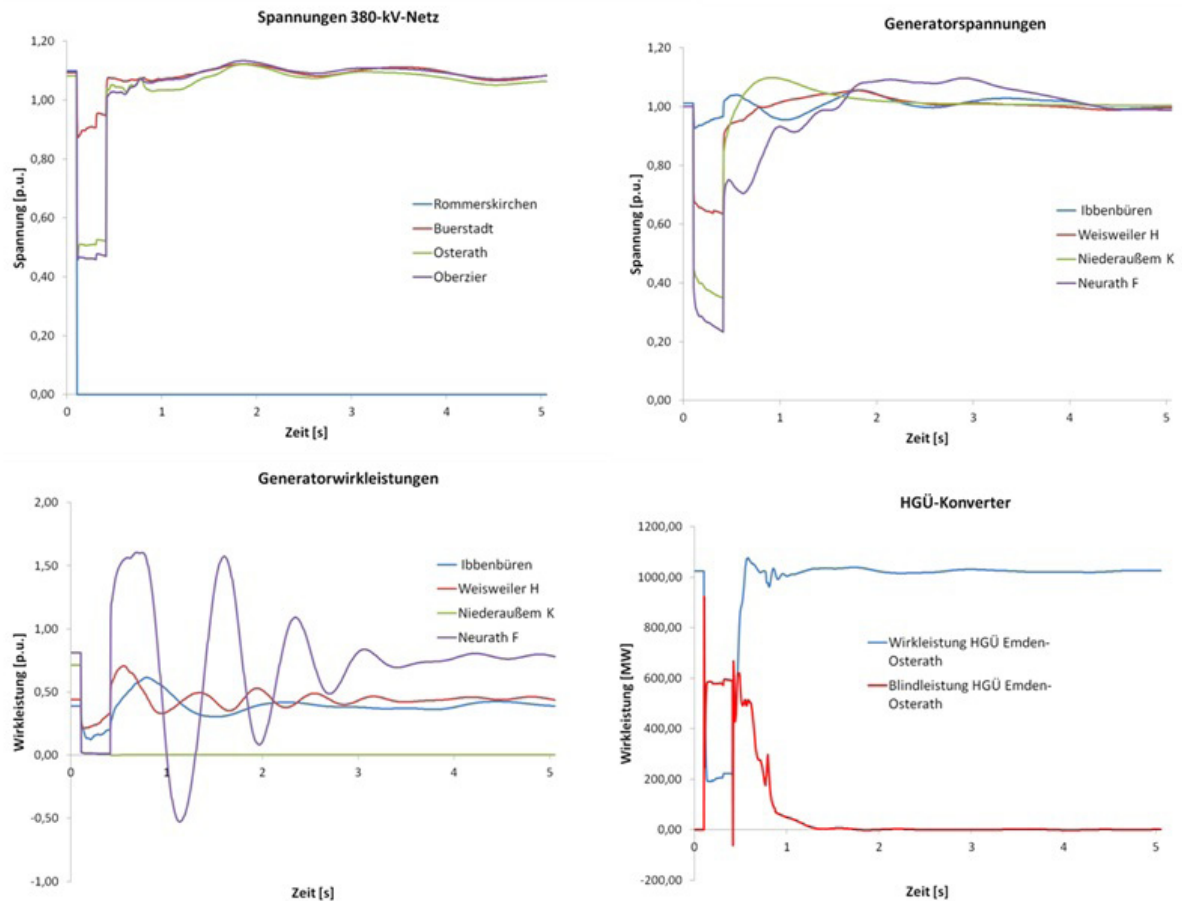 Spannungen 380-kV-Netz
1,20
1,00
0,80
0,60
0,40
0,20
0,00
Spannung [p.u.]
Rommerskirchen
Buerstadt
Osterath
Oberzier
0
1
2
3
4
5
Zeit [s]
Generatorspannungen
1,20
1,00
0,80
0,60
0,40
0,20
0,00
Spannung [p.u.]
Ibbenbüren
Weisweiler H
Niederaußem K
Neurath F
0
1
2
3
4
5
Zeit [s]
Generatorwirkleistungen
2,00
1,50
1,00
0,50
0,00
-0,50
-1,00
Wirkleistung [p.u.]
Ibbenbüren
Weisweiler H
Niederaußem K
Neurath F
0
1
2
3
4
5
Zeit [s]
HGÜ-Konverter
1200,00
1000,00
800,00
600,00
400,00
200,00
0,00
-200,00
Wirkleistung [MW]
Wirkleistung HGÜ Emden-
Osterath
Blindleistung HGÜ Emden-
Osterath
0
1
2
3
4
5
Zeit [s]